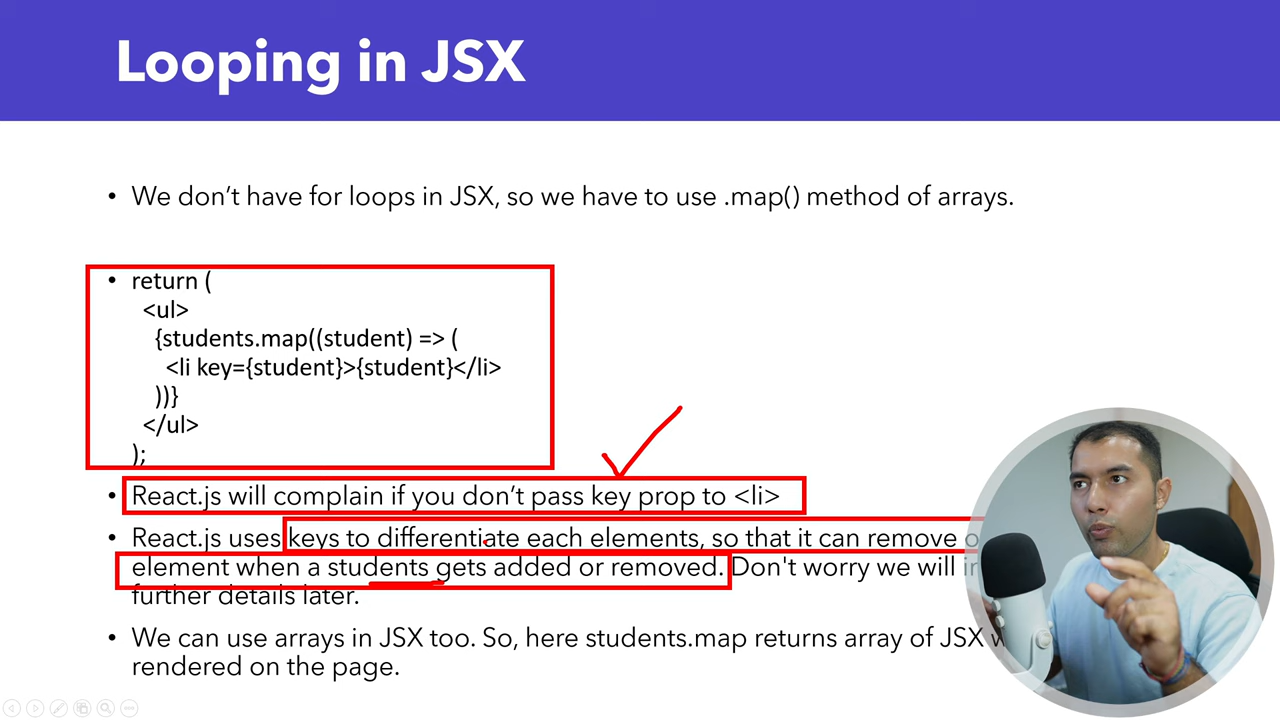 Looping in JSX
• We don’t have for loops in JSX, so we have to use .map() method of arrays.
• return (
<ul>
{students.map((student) => (
<li key={student}>{student}</li>
))}
</ul>
);
• React.js will complain if you don’t pass key prop to <li>
• React.js uses keys to differentiate each elements, so that it can remove
element when a students gets added or removed. Don't worry we will
further details later.
• We can use arrays in JSX too. So, here students.map returns array of JSX
rendered on the page.